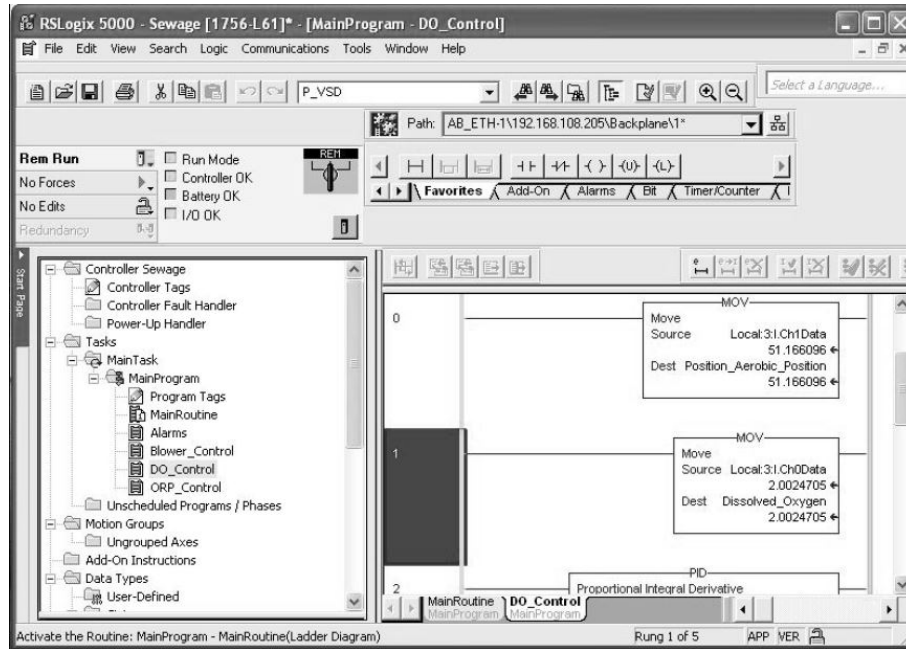 RSLogix 5000 - Sewage [1756-L61]* - [MainProgram - DO_Control]
File Edit View Search Logic Communications Tools Window Help
P_VSD
Select a Language...
Path: AB_ETH-1\192.168.108.205\Backplane\1*
Rem Run
No Forces
No Edits
Redundancy
Run Mode
Controller OK
Battery OK
I/O OK
REM
Favorites Add-On Alarms Bit Timer/Counter
Start Page
Controller Sewage
Controller Tags
Controller Fault Handler
Power-Up Handler
Tasks
MainTask
MainProgram
Program Tags
MainRoutine
Alarms
Blower_Control
DO_Control
ORP_Control
Unscheduled Programs / Phases
Motion Groups
Ungrouped Axes
Add-On Instructions
Data Types
User-Defined
0
MOV
Move
Source Local:3:I.Ch1Data
51.166096
Dest Position_Aerobic_Position
51.166096
1
MOV
Move
Source Local:3:I.Ch0Data
2.0024705
Dest Dissolved_Oxygen
2.0024705
2
PID
Proportional Integral Derivative
MainRoutine DO_Control
MainProgram MainProgram
Activate the Routine: MainProgram - MainRoutine(Ladder Diagram)
Rung 1 of 5
APP VER